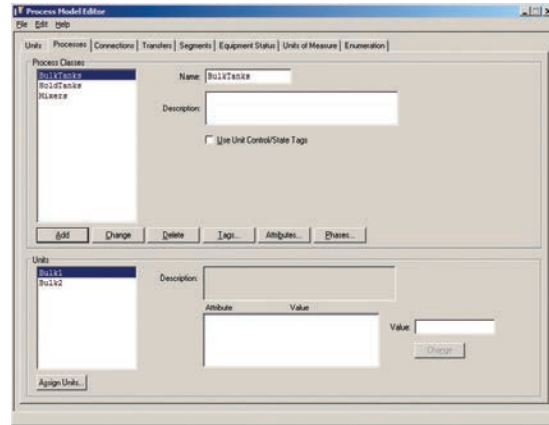 Process Model Editor
File Edit Help
Units Processes Connections Transfers Segments Equipment Status Units of Measure Enumeration
Process Classes
BulkTanks
HoldTanks
Mixers
Name: BulkTanks
Description:
Use Unit Control/State Tags
Add Change Delete Tags... Attributes... Phases...
Units
Bulk1
Bulk2
Description:
Attribute Value
Value:
Change
Assign Units...